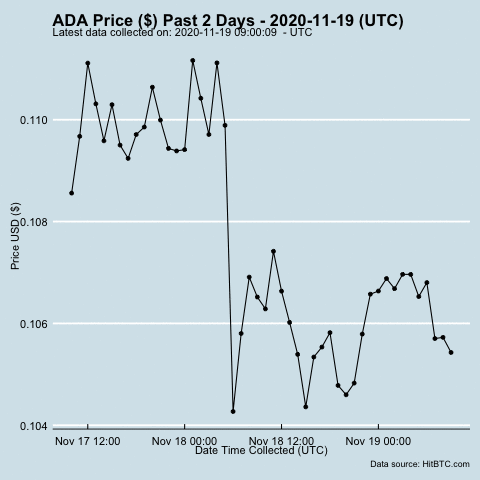 ADA Price ($) Past 2 Days - 2020-11-19 (UTC)
Latest data collected on: 2020-11-19 09:00:09  - UTC
0.110
0.108
0.106
0.104
Price USD ($)
Nov 17 12:00 Nov 18 00:00 Nov 18 12:00 Nov 19 00:00
Date Time Collected (UTC)
Data source: HitBTC.com